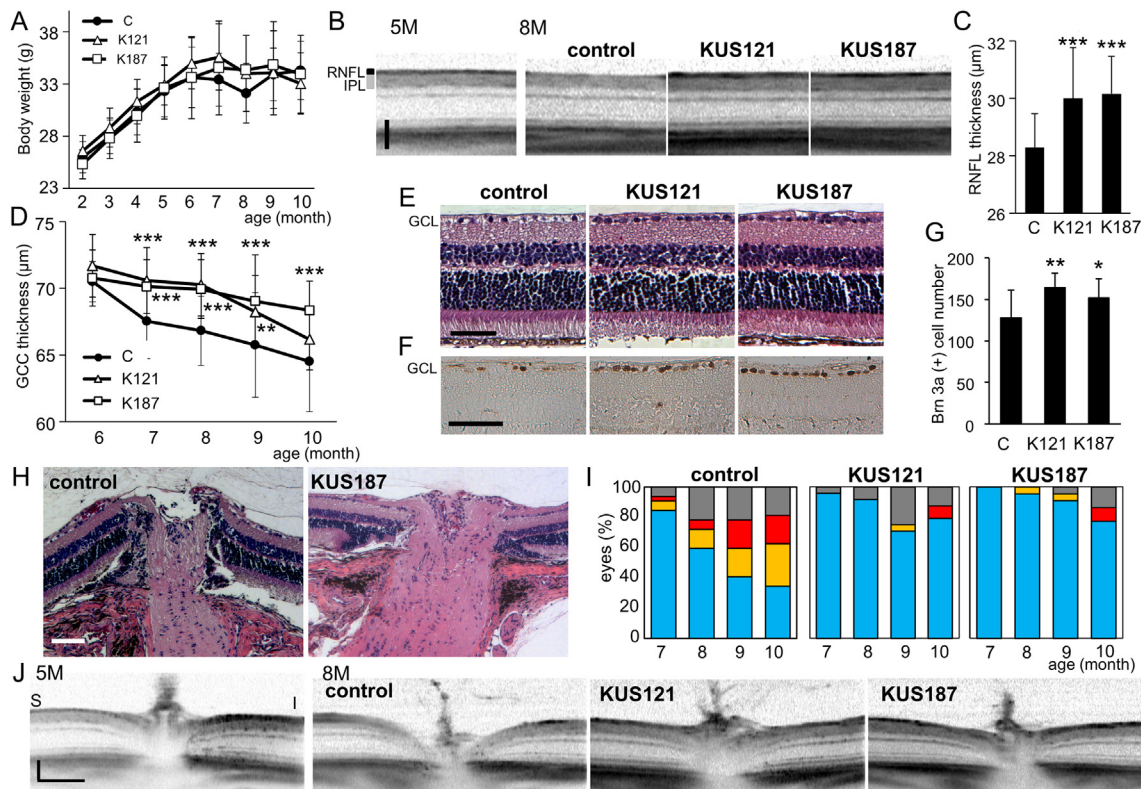 A
Body weight (g)
38
33
28
23
C
K121
K187
2 3 4 5 6 7 8 9 10
age (month)
B
5M
8M
control
KUS121
KUS187
RNFL
IPL
C
RNFL thickness (µm)
32
30
28
26
*** ***
C K121 K187
D
GCC thickness (µm)
75
70
65
60
*** *** *** ***
*** *** **
C
K121
K187
6 7 8 9 10
age (month)
E
control
KUS121
KUS187
GCL
F
GCL
G
Brn 3a (+) cell number
200
150
100
50
0
** *
C K121 K187
H
control
KUS187
I
control
KUS121
KUS187
eyes (%)
100
80
60
40
20
0
7 8 9 10
7 8 9 10
7 8 9 10
age (month)
J
5M
S
I
8M
control
KUS121
KUS187